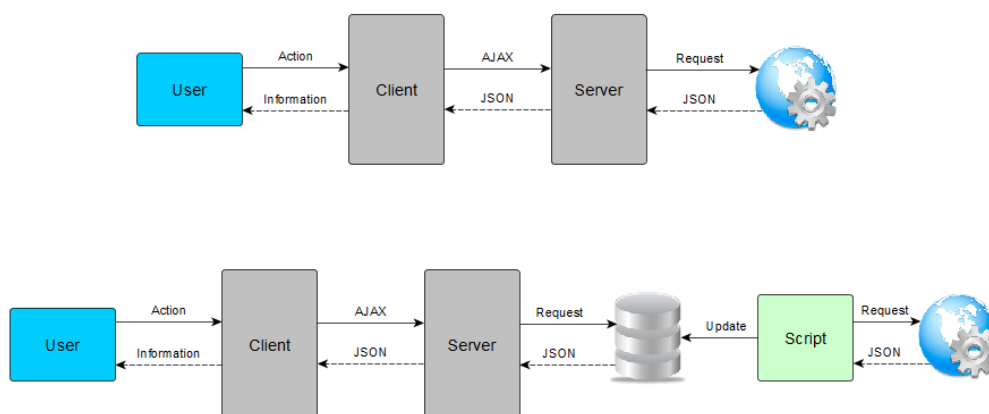 Action
AJAX
Request
User
Client
Server
Information
JSON
JSON
Action
AJAX
Request
Request
Update
User
Client
Server
Script
Information
JSON
JSON
JSON